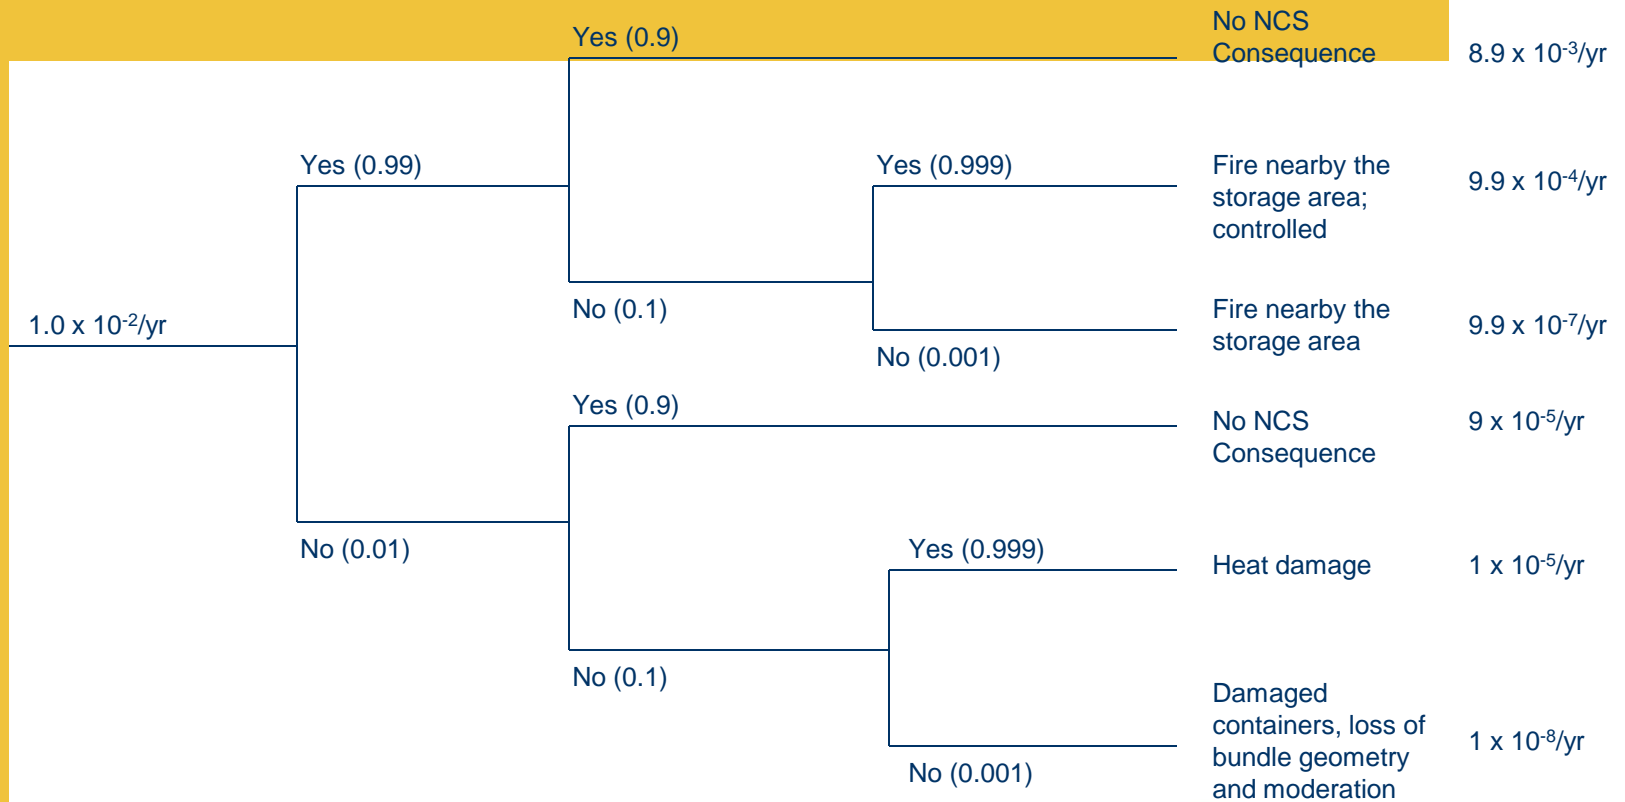 Yes (0.9)
No NCS
Consequence
8.9 x 10⁻³/yr
Yes (0.99)
Yes (0.999)
Fire nearby the
storage area;
controlled
9.9 x 10⁻⁴/yr
1.0 x 10⁻²/yr
No (0.1)
Fire nearby the
storage area
9.9 x 10⁻⁷/yr
No (0.001)
Yes (0.9)
No NCS
Consequence
9 x 10⁻⁵/yr
No (0.01)
Yes (0.999)
Heat damage
1 x 10⁻⁵/yr
No (0.1)
Damaged
containers, loss of
bundle geometry
and moderation
1 x 10⁻⁸/yr
No (0.001)